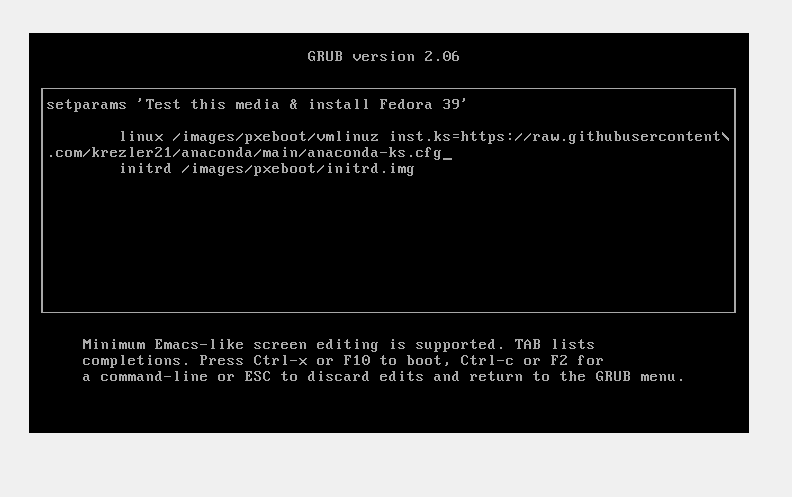 GRUB version 2.06
setparams 'Test this media & install Fedora 39'
linux /images/pxeboot/vmlinuz inst.ks=https://raw.githubusercontent\
.com/krezler21/anaconda/main/anaconda-ks.cfg_
initrd /images/pxeboot/initrd.img
Minimum Emacs-like screen editing is supported. TAB lists
completions. Press Ctrl-x or F10 to boot, Ctrl-c or F2 for
a command-line or ESC to discard edits and return to the GRUB menu.